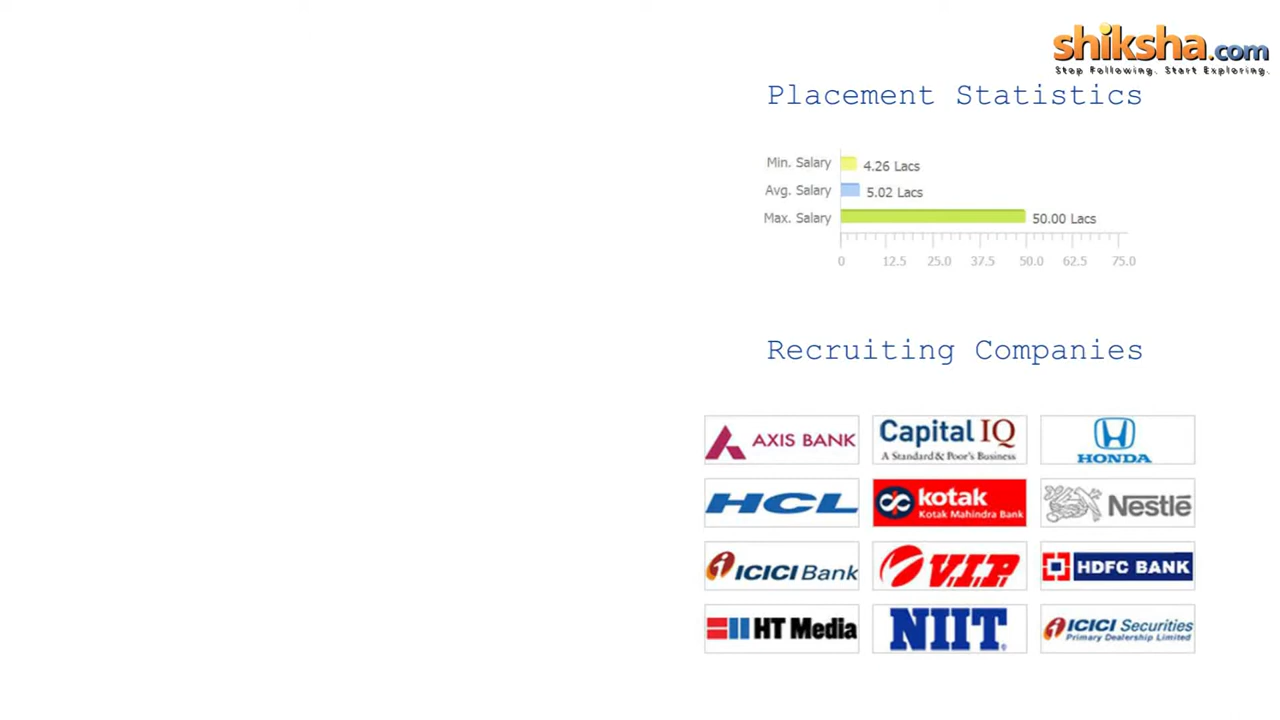 shiksha.com
Stop Following. Start Exploring.
Placement Statistics
Min. Salary 4.26 Lacs
Avg. Salary 5.02 Lacs
Max. Salary 50.00 Lacs
0 12.5 25.0 37.5 50.0 62.5 75.0
Recruiting Companies
AXIS BANK
Capital IQ
A Standard & Poor's Business
HONDA
HCL
kotak
Kotak Mahindra Bank
Nestlé
ICICI Bank
V.I.P.
HDFC BANK
HT Media
NIIT
ICICI Securities
Primary Dealership Limited